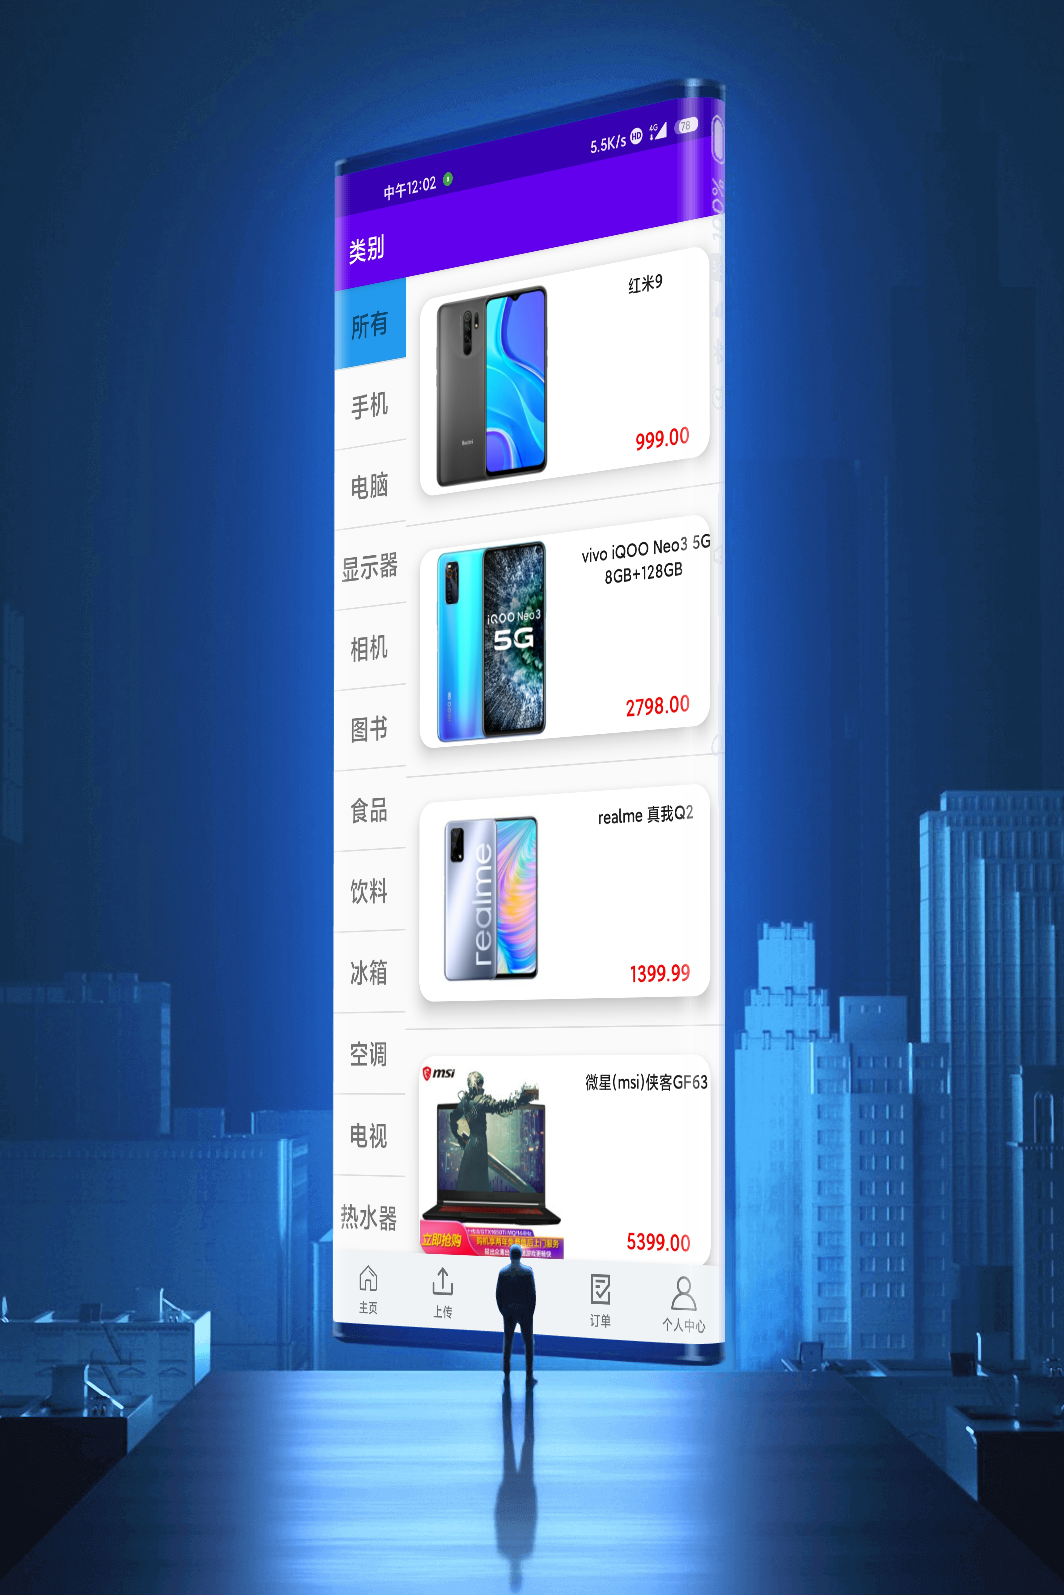 中午12:02
5.5K/s HD 4G 78
类别
所有
手机
电脑
显示器
相机
图书
食品
饮料
冰箱
空调
电视
热水器
红米9
Redmi
999.00
vivo iQOO Neo3 5G
8GB+128GB
iQOO Neo3
5G
2798.00
realme 真我Q2
realme
1399.99
微星(msi)侠客GF63
msi
立即抢购
5399.00
主页
上传
订单
个人中心
100%